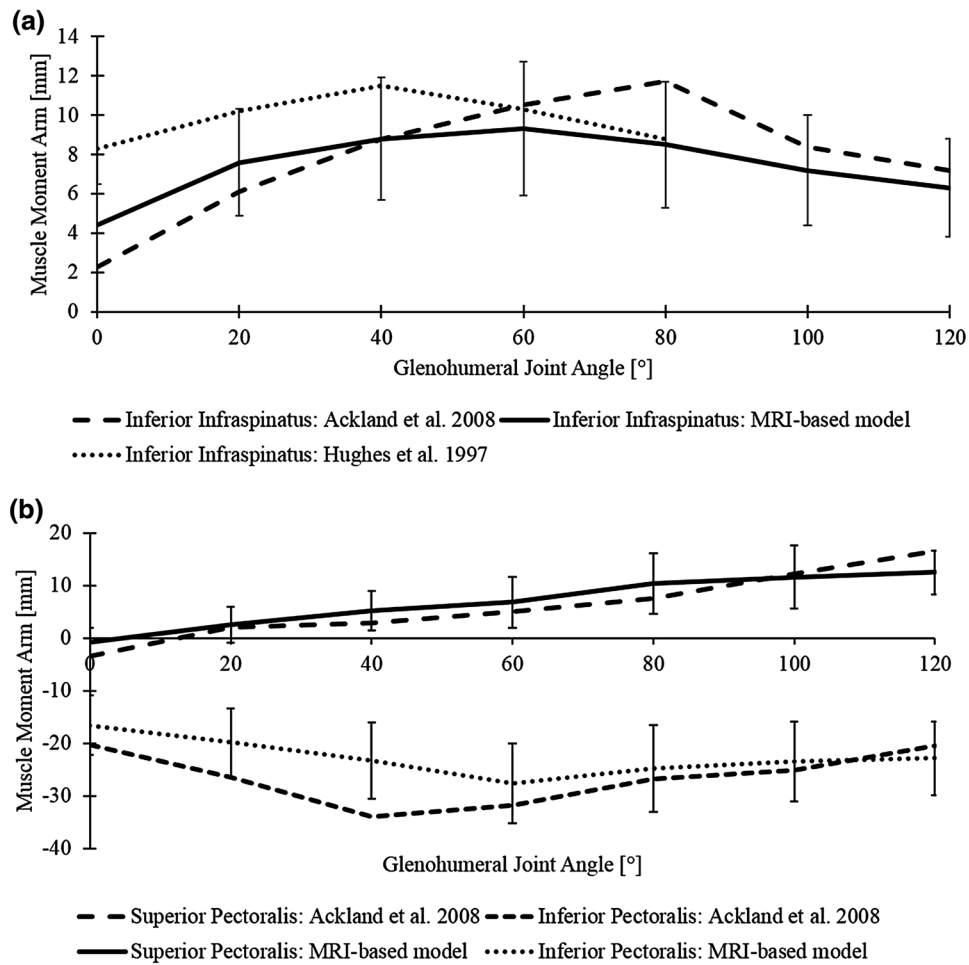 (a)
Muscle Moment Arm [mm]
14
12
10
8
6
4
2
0
0 20 40 60 80 100 120
Glenohumeral Joint Angle [°]
Inferior Infraspinatus: Ackland et al. 2008 Inferior Infraspinatus: MRI-based model
Inferior Infraspinatus: Hughes et al. 1997
(b)
Muscle Moment Arm [mm]
20
10
0
-10
-20
-30
-40
0 20 40 60 80 100 120
Glenohumeral Joint Angle [°]
Superior Pectoralis: Ackland et al. 2008 Inferior Pectoralis: Ackland et al. 2008
Superior Pectoralis: MRI-based model Inferior Pectoralis: MRI-based model